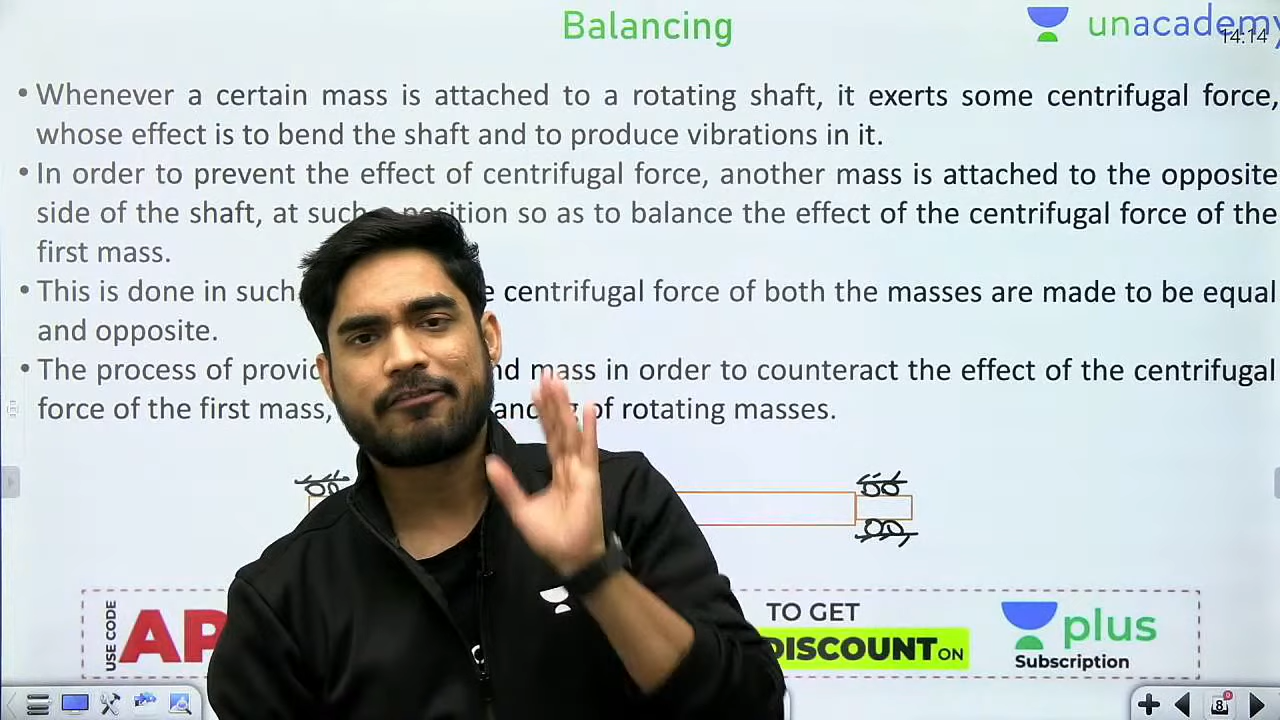 Balancing
unacademy
14:14
• Whenever a certain mass is attached to a rotating shaft, it exerts some centrifugal force,
whose effect is to bend the shaft and to produce vibrations in it.
• In order to prevent the effect of centrifugal force, another mass is attached to the opposite
side of the shaft, at such position so as to balance the effect of the centrifugal force of the
first mass.
• This is done in such centrifugal force of both the masses are made to be equal
and opposite.
• The process of mass in order to counteract the effect of the centrifugal
force of the first mass, of rotating masses.
USE CODE
AP
TO GET
DISCOUNT ON
plus
Subscription
8